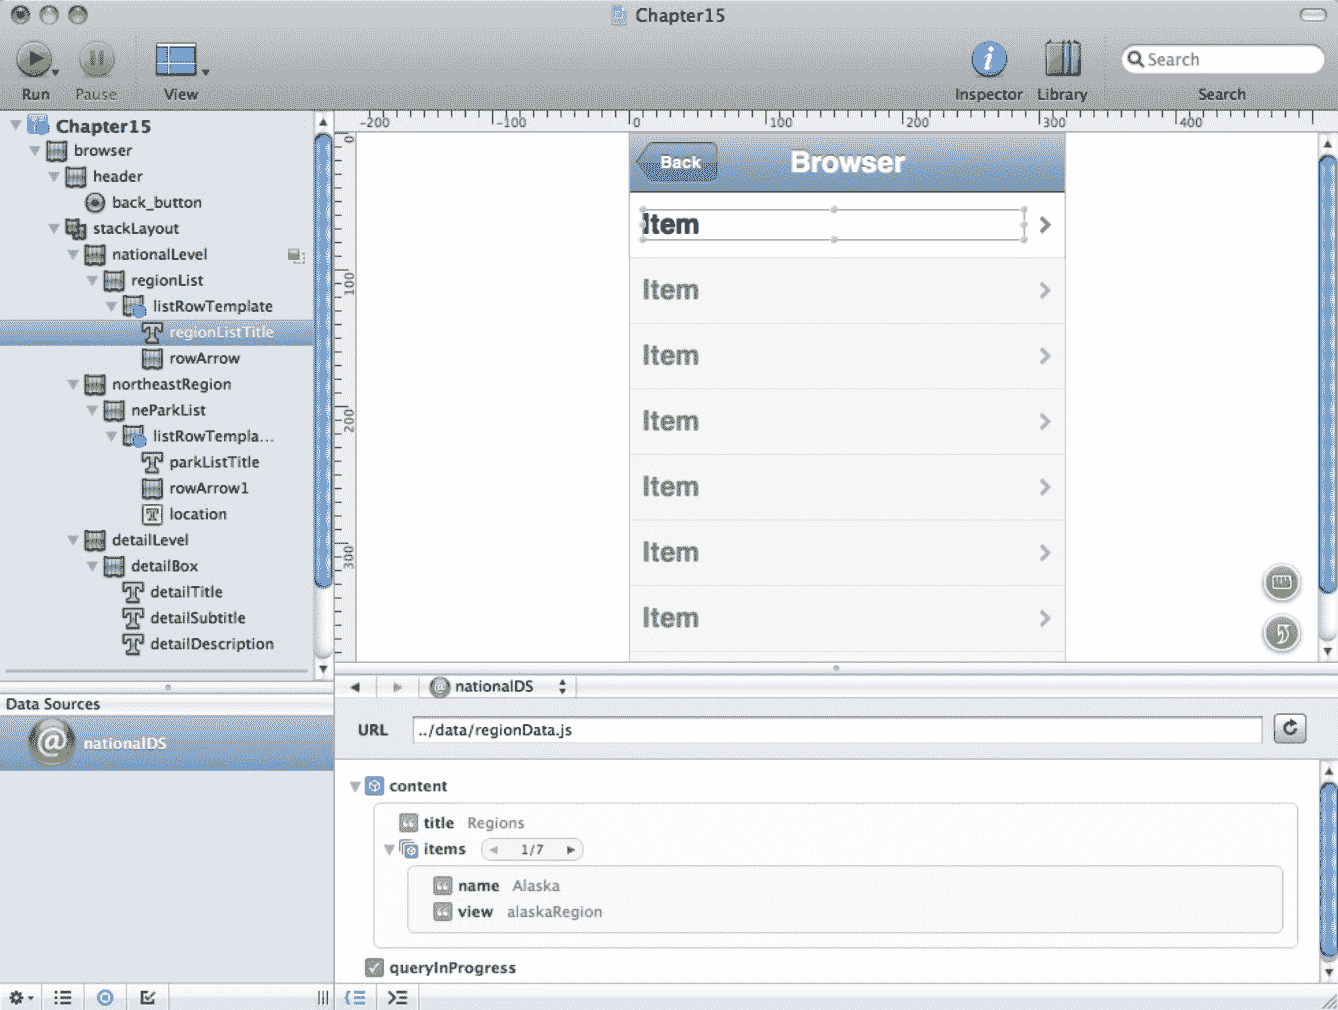 Chapter15
Run Pause View Inspector Library Search
Search
Chapter15
browser
header
back_button
stackLayout
nationalLevel
regionList
listRowTemplate
regionListTitle
rowArrow
northeastRegion
neParkList
listRowTempla...
parkListTitle
rowArrow1
location
detailLevel
detailBox
detailTitle
detailSubtitle
detailDescription
Data Sources
nationalDS
-200 -100 0 100 200 300 400
0
100
200
300
Back Browser
Item
Item
Item
Item
Item
Item
Item
nationalDS
URL ../data/regionData.js
content
title Regions
items 1/7
name Alaska
view alaskaRegion
queryInProgress